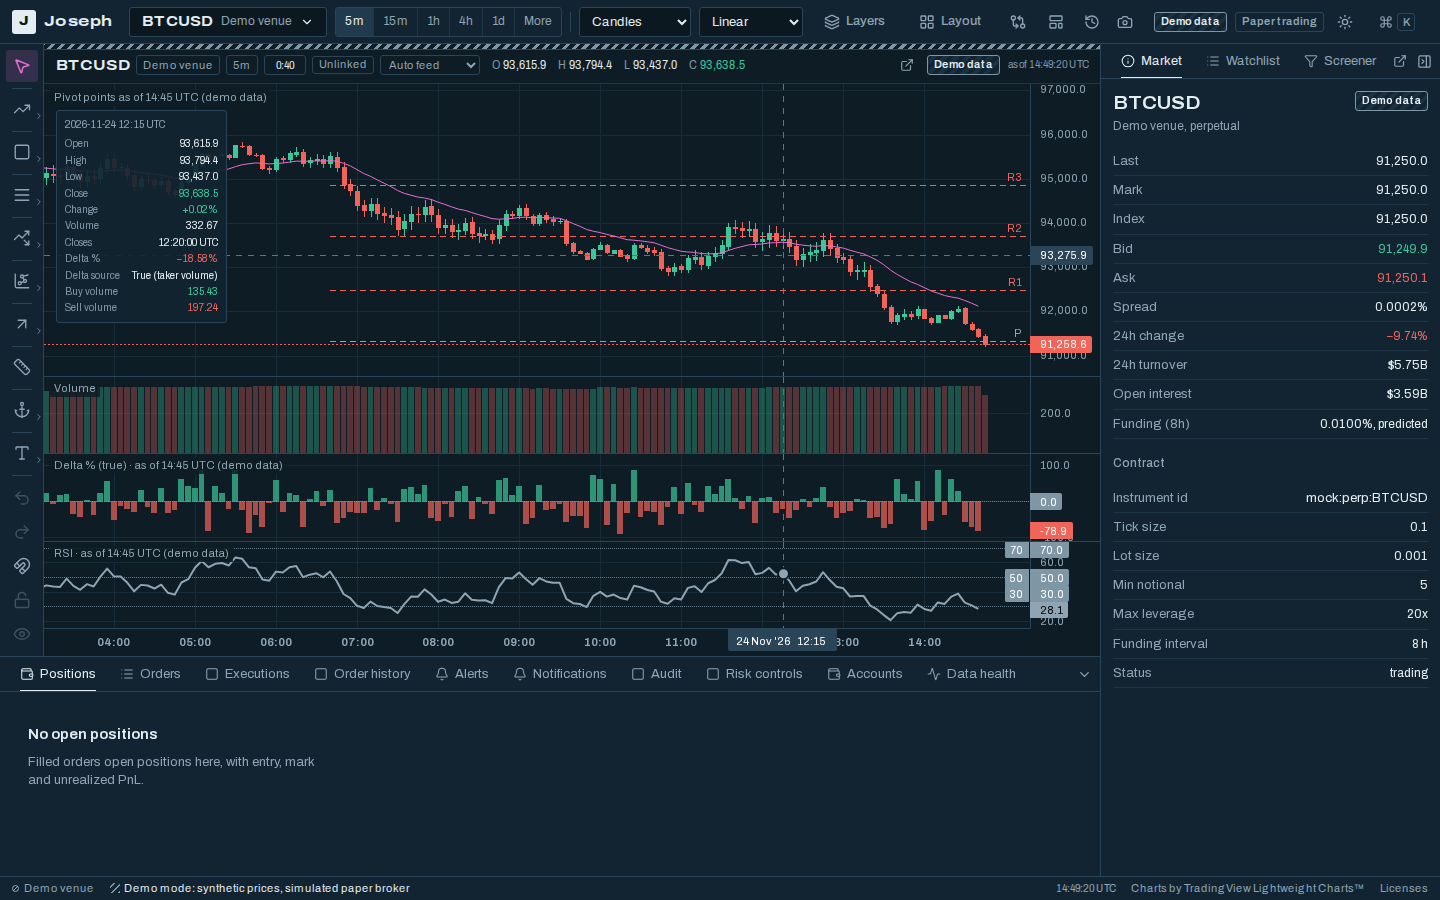 J Joseph
BTCUSD Demo venue
5m 15m 1h 4h 1d More
Candles
Linear
Layers
Layout
Demo data
Paper trading
⌘ K
BTCUSD Demo venue 5m 0:40 Unlinked Auto feed O 93,615.9 H 93,794.4 L 93,437.0 C 93,638.5
Demo data as of 14:49:20 UTC
Pivot points as of 14:45 UTC (demo data)
2026-11-24 12:15 UTC
Open 93,615.9
High 93,794.4
Low 93,437.0
Close 93,638.5
Change +0.02%
Volume 332.67
Closes 12:20:00 UTC
Delta % −18.58%
Delta source True (taker volume)
Buy volume 135.43
Sell volume 197.24
R3
R2
R1
P
97,000.0
96,000.0
95,000.0
94,000.0
93,275.9
93,000.0
92,000.0
91,258.6
91,000.0
Volume
200.0
Delta % (true) · as of 14:45 UTC (demo data)
100.0
0.0
-78.9
RSI · as of 14:45 UTC (demo data)
70 70.0
60.0
50 50.0
30 30.0
28.1
20.0
04:00 05:00 06:00 07:00 08:00 09:00 10:00 11:00 24 Nov '26 12:15 3:00 14:00
Positions Orders Executions Order history Alerts Notifications Audit Risk controls Accounts Data health
No open positions
Filled orders open positions here, with entry, mark
and unrealized PnL.
Market Watchlist Screener
BTCUSD Demo data
Demo venue, perpetual
Last 91,250.0
Mark 91,250.0
Index 91,250.0
Bid 91,249.9
Ask 91,250.1
Spread 0.0002%
24h change −9.74%
24h turnover $5.75B
Open interest $3.59B
Funding (8h) 0.0100%, predicted
Contract
Instrument id mock:perp:BTCUSD
Tick size 0.1
Lot size 0.001
Min notional 5
Max leverage 20x
Funding interval 8 h
Status trading
Demo venue Demo mode: synthetic prices, simulated paper broker
14:49:20 UTC Charts by TradingView Lightweight Charts™ Licenses